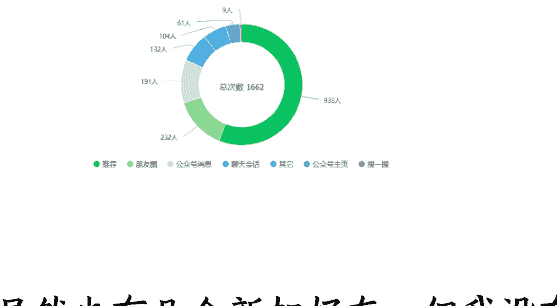 9人
61人
104人
132人
191人
总次数 1662
933人
232人
推荐 朋友圈 公众号消息 聊天会话 其它 公众号主页 搜一搜